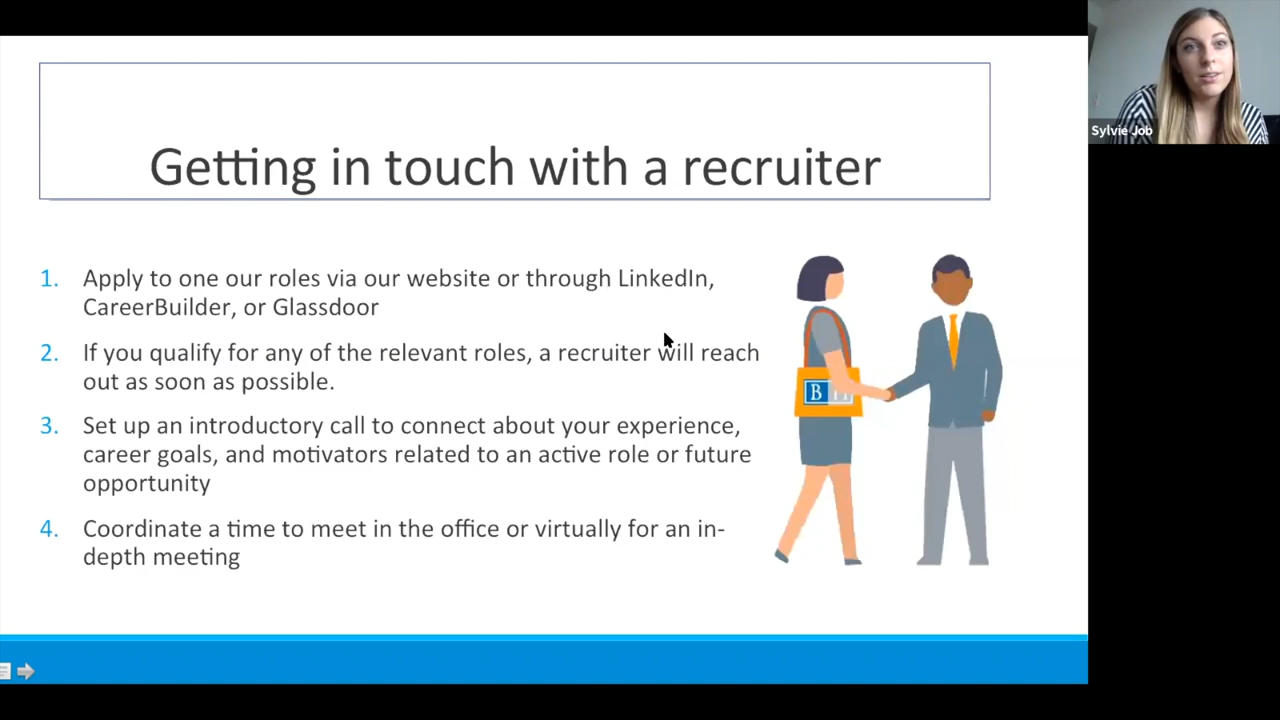 Getting in touch with a recruiter
1. Apply to one our roles via our website or through LinkedIn,
CareerBuilder, or Glassdoor
2. If you qualify for any of the relevant roles, a recruiter will reach
out as soon as possible.
3. Set up an introductory call to connect about your experience,
career goals, and motivators related to an active role or future
opportunity
4. Coordinate a time to meet in the office or virtually for an in-
depth meeting
B
Sylvie Job